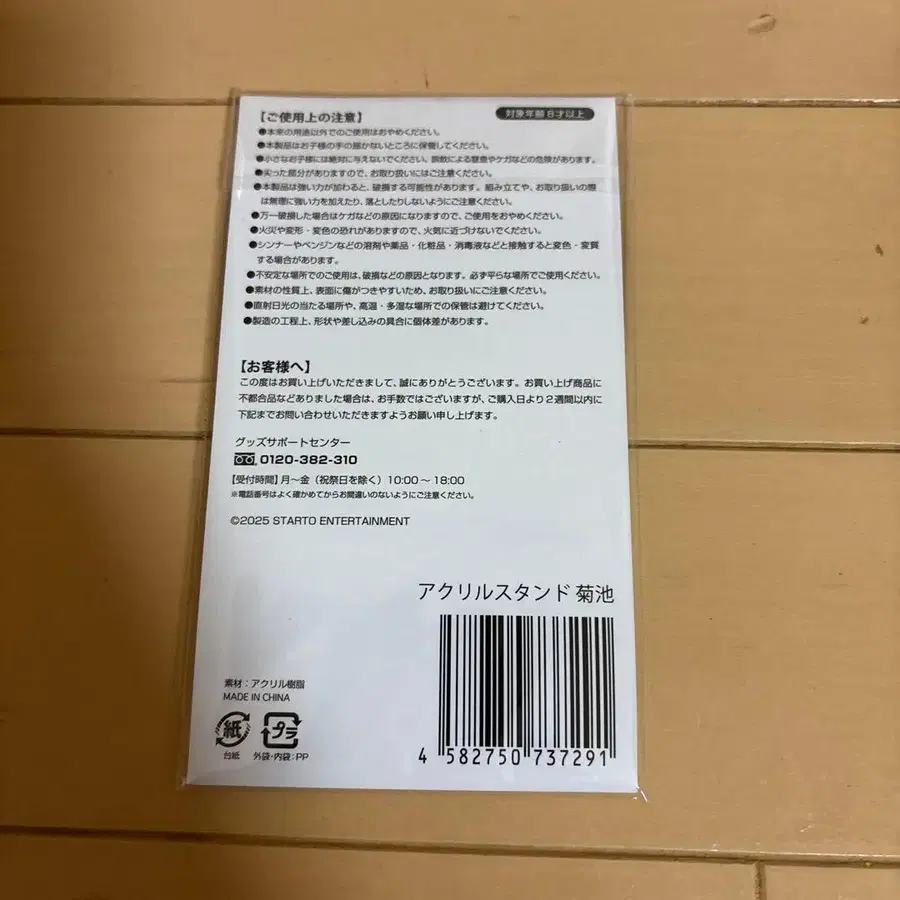 【ご使用上の注意】
対象年齢8才以上
●本来の用途以外でのご使用はおやめください。
●本製品はお子様の手の届かないところに保管してください。
●小さなお子様には絶対に与えないでください。誤飲による窒息やケガなどの危険があります。
●尖った部分がありますので、お取り扱いにはご注意ください。
●本製品は強い力が加わると、破損する可能性があります。組み立てや、お取り扱いの際
は無理に強い力を加えたり、落としたりしないようにご注意ください。
●万一破損した場合はケガなどの原因になりますので、ご使用をおやめください。
●火災や変形・変色の恐れがありますので、火気に近づけないでください。
●シンナーやベンジンなどの溶剤や薬品・化粧品・消毒液などと接触すると変色・変質
する場合があります。
●不安定な場所でのご使用は、破損などの原因となります。必ず平らな場所でご使用ください。
●素材の性質上、表面に傷がつきやすいため、お取り扱いにご注意ください。
●直射日光の当たる場所や、高温・多湿な場所での保管は避けてください。
●製造の工程上、形状や差し込みの具合に個体差があります。
【お客様へ】
この度はお買い上げいただきまして、誠にありがとうございます。お買い上げ商品に
不都合品などありました場合は、お手数ではございますが、ご購入日より2週間以内に
下記までお問い合わせいただきますようお願い申し上げます。
グッズサポートセンター
0120-382-310
【受付時間】月～金（祝祭日を除く）10:00～18:00
※電話番号はよく確かめてからお間違いのないようにご注意ください。
©2025 STARTO ENTERTAINMENT
アクリルスタンド 菊池
素材：アクリル樹脂
MADE IN CHINA
紙
プラ
台紙
外袋・内袋：PP
4 582750 737291